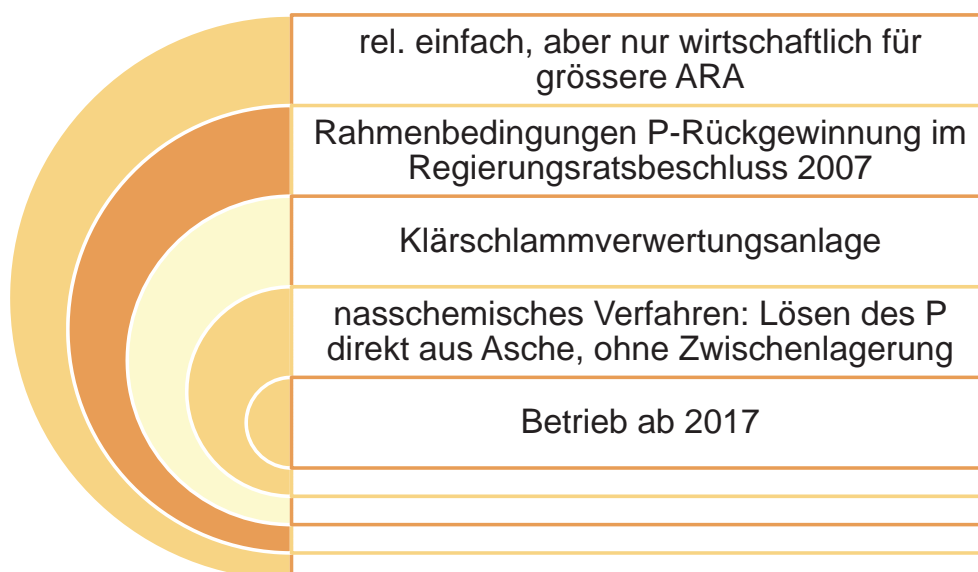 rel. einfach, aber nur wirtschaftlich für
grössere ARA
Rahmenbedingungen P-Rückgewinnung im
Regierungsratsbeschluss 2007
Klärschlammverwertungsanlage
nasschemisches Verfahren: Lösen des P
direkt aus Asche, ohne Zwischenlagerung
Betrieb ab 2017